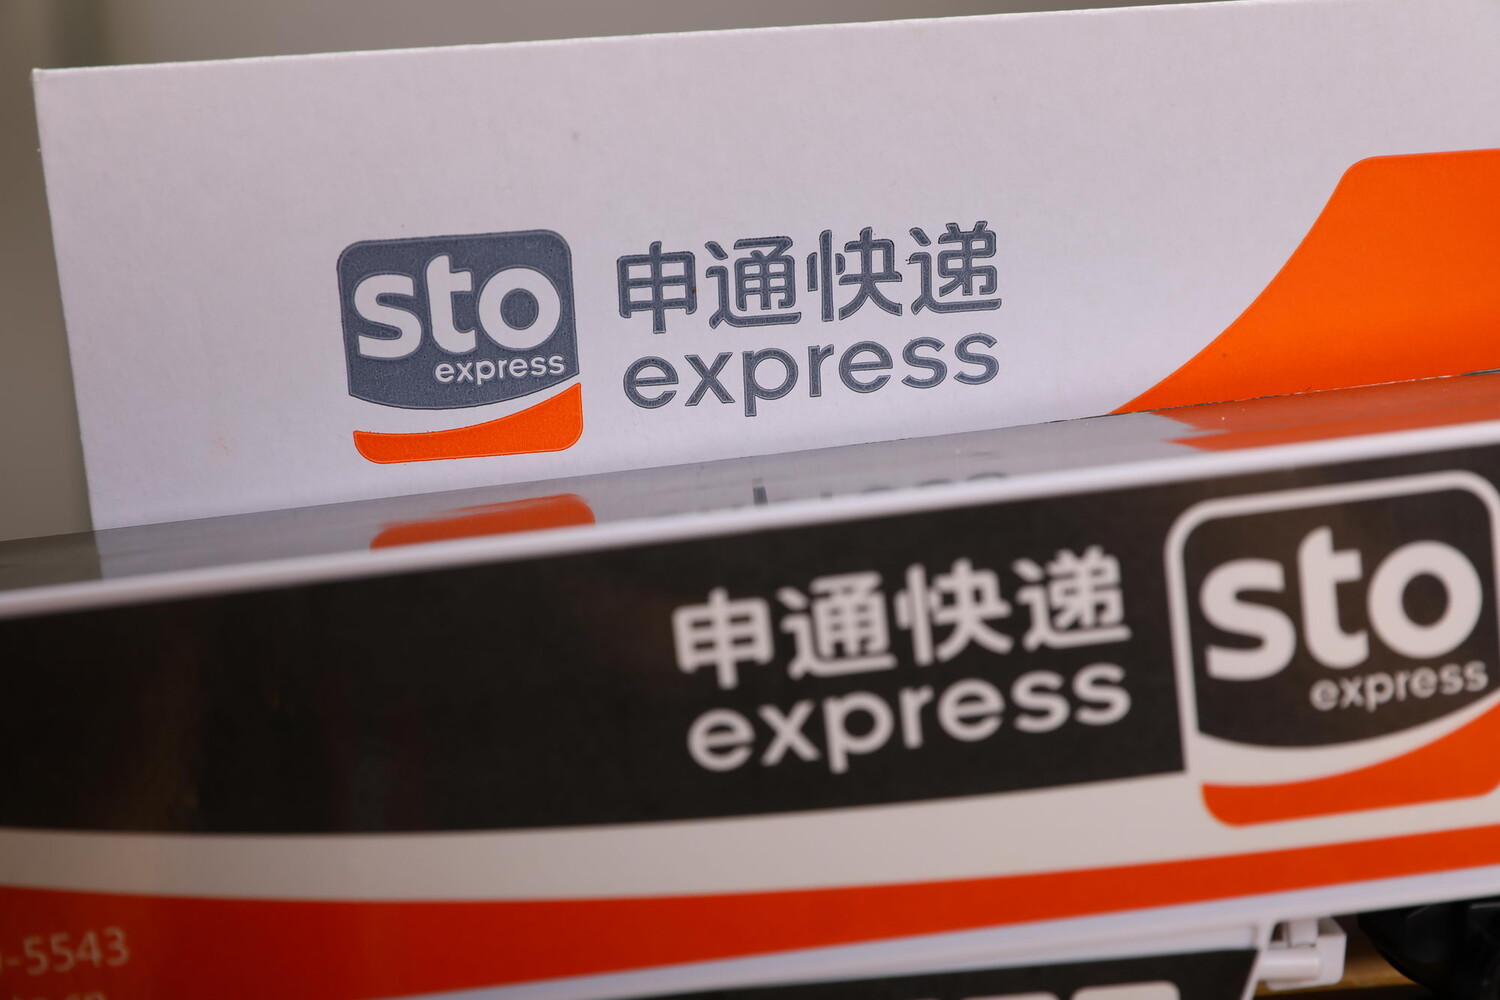 sto
express
申通快递
express
申通快递
express
sto
express
-5543